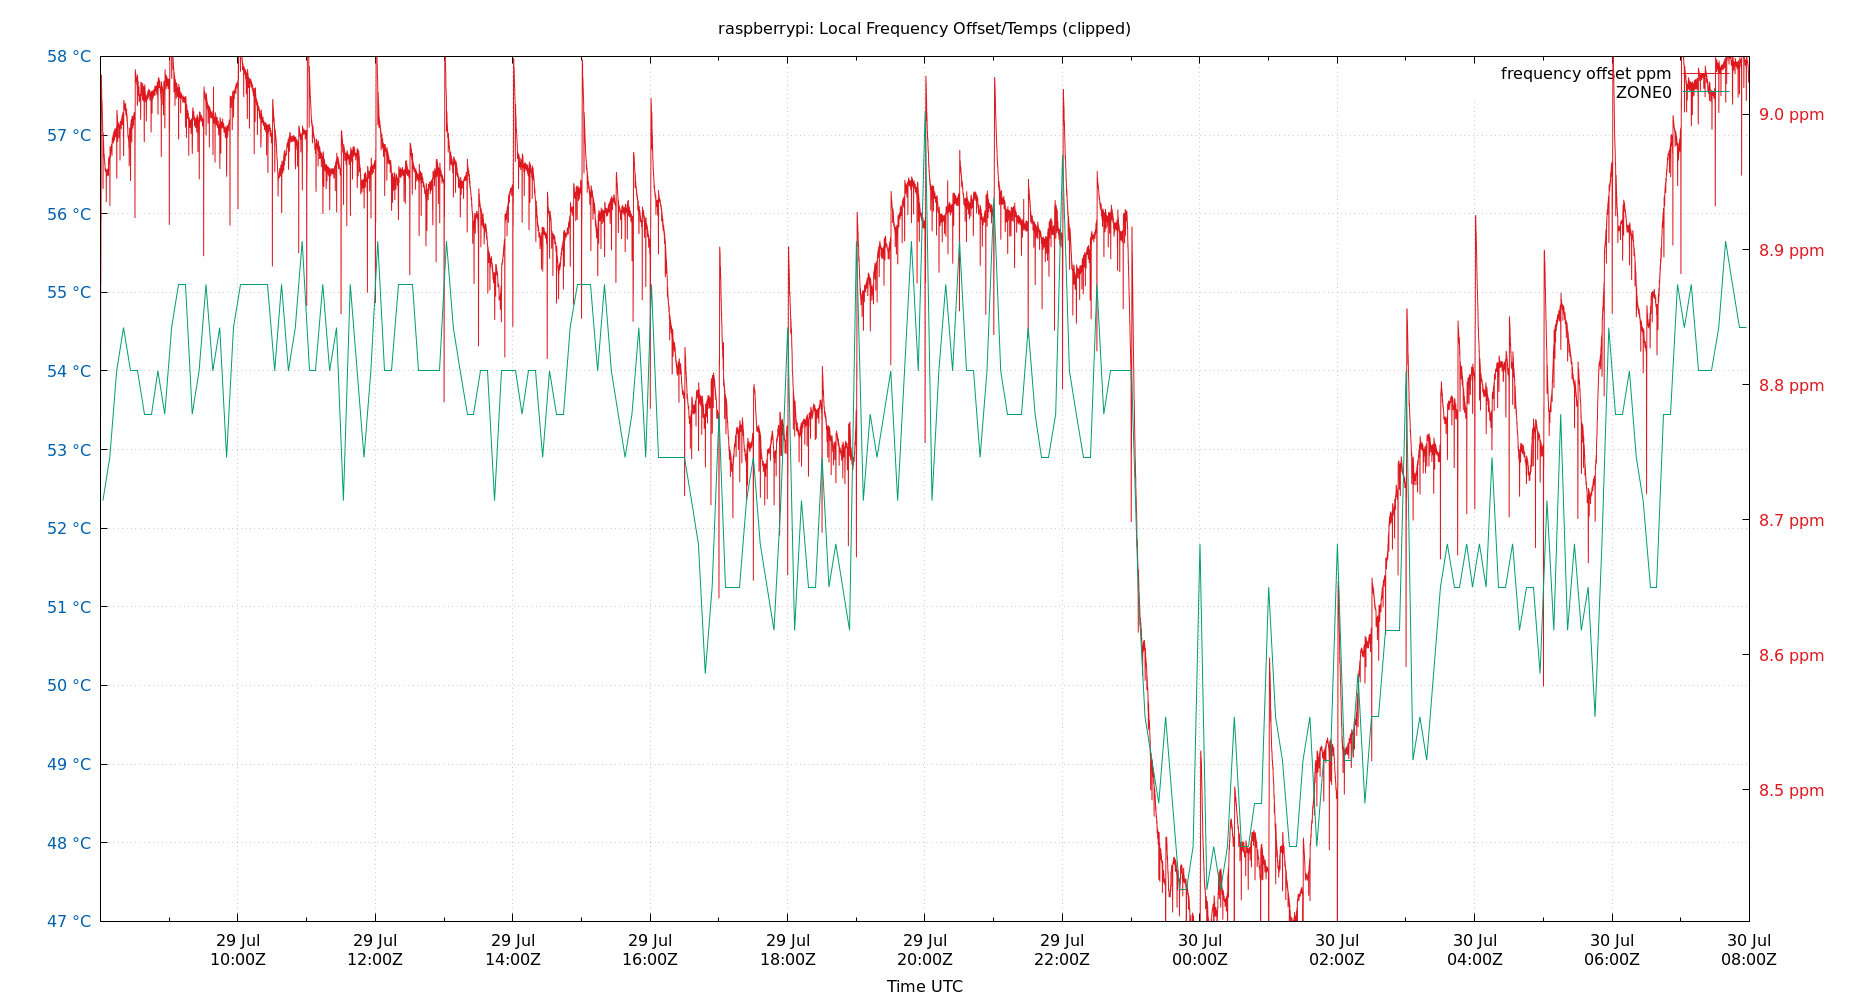 raspberrypi: Local Frequency Offset/Temps (clipped)
58 °C
57 °C
56 °C
55 °C
54 °C
53 °C
52 °C
51 °C
50 °C
49 °C
48 °C
47 °C
frequency offset ppm
ZONE0
9.0 ppm
8.9 ppm
8.8 ppm
8.7 ppm
8.6 ppm
8.5 ppm
29 Jul
10:00Z
29 Jul
12:00Z
29 Jul
14:00Z
29 Jul
16:00Z
29 Jul
18:00Z
29 Jul
20:00Z
29 Jul
22:00Z
30 Jul
00:00Z
30 Jul
02:00Z
30 Jul
04:00Z
30 Jul
06:00Z
30 Jul
08:00Z
Time UTC